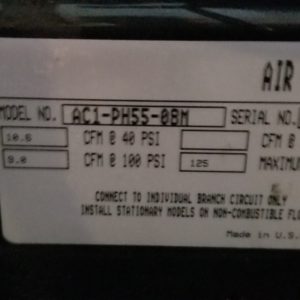 AIR
MODEL NO. AC1-PH55-08M SERIAL NO.
10.6 CFM @ 40 PSI CFM @
9.0 CFM @ 100 PSI 125 MAXIMU
CONNECT TO INDIVIDUAL BRANCH CIRCUIT ONLY
INSTALL STATIONARY MODELS ON NON-COMBUSTIBLE FLO
Made in U.S.